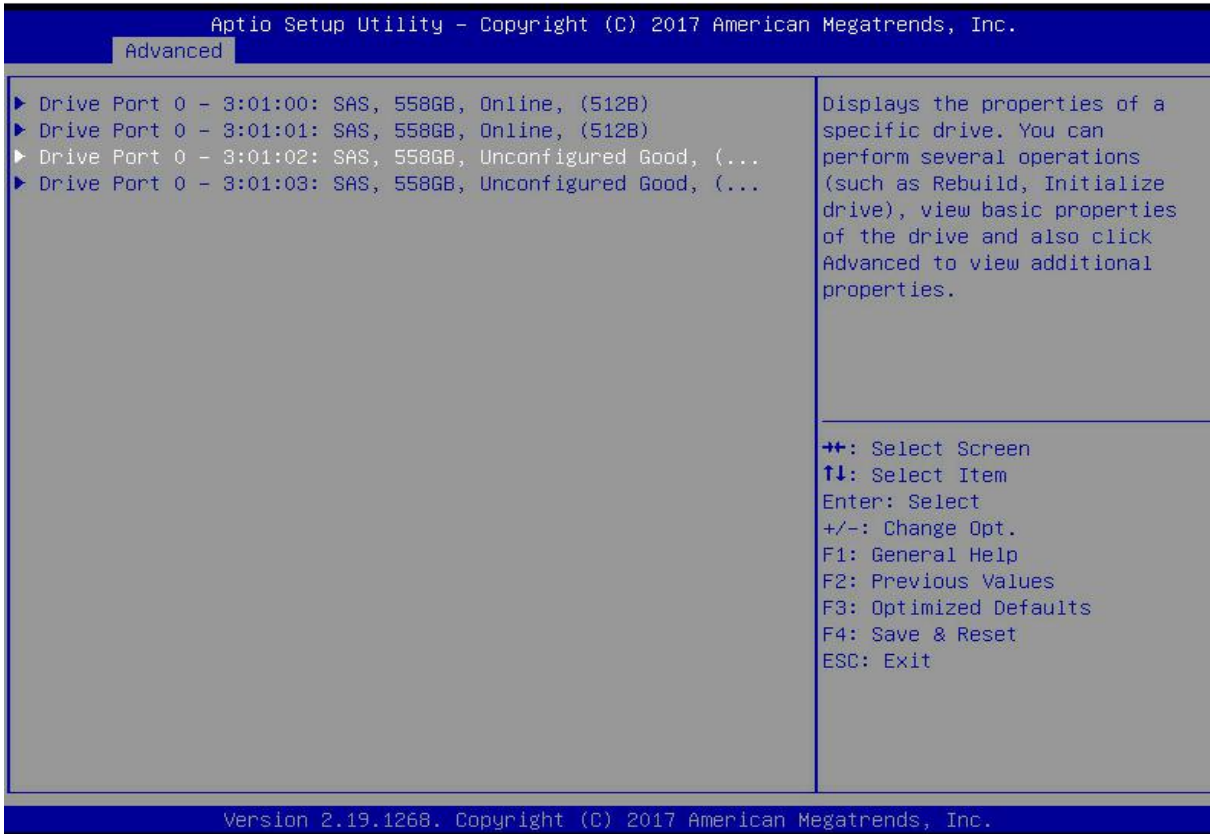 Aptio Setup Utility – Copyright (C) 2017 American Megatrends, Inc.
Advanced
▶ Drive Port 0 – 3:01:00: SAS, 558GB, Online, (512B)
▶ Drive Port 0 – 3:01:01: SAS, 558GB, Online, (512B)
▶ Drive Port 0 – 3:01:02: SAS, 558GB, Unconfigured Good, (...
▶ Drive Port 0 – 3:01:03: SAS, 558GB, Unconfigured Good, (...
Displays the properties of a
specific drive. You can
perform several operations
(such as Rebuild, Initialize
drive), view basic properties
of the drive and also click
Advanced to view additional
properties.
→←: Select Screen
↑↓: Select Item
Enter: Select
+/-: Change Opt.
F1: General Help
F2: Previous Values
F3: Optimized Defaults
F4: Save & Reset
ESC: Exit
Version 2.19.1268. Copyright (C) 2017 American Megatrends, Inc.